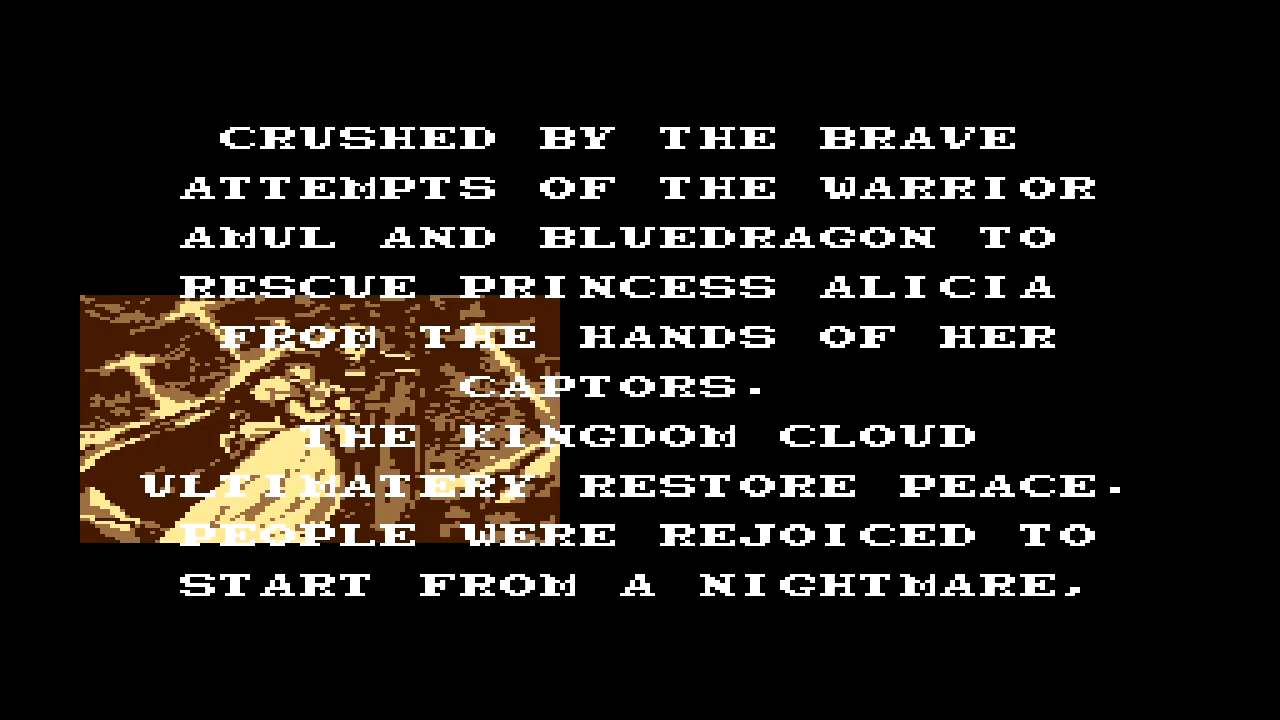 CRUSHED BY THE BRAVE
ATTEMPTS OF THE WARRIOR
AMUL AND BLUEDRAGON TO
RESCUE PRINCESS ALICIA
FROM THE HANDS OF HER
CAPTORS.
THE KINGDOM CLOUD
ULTIMATERY RESTORE PEACE.
PEOPLE WERE REJOICED TO
START FROM A NIGHTMARE,